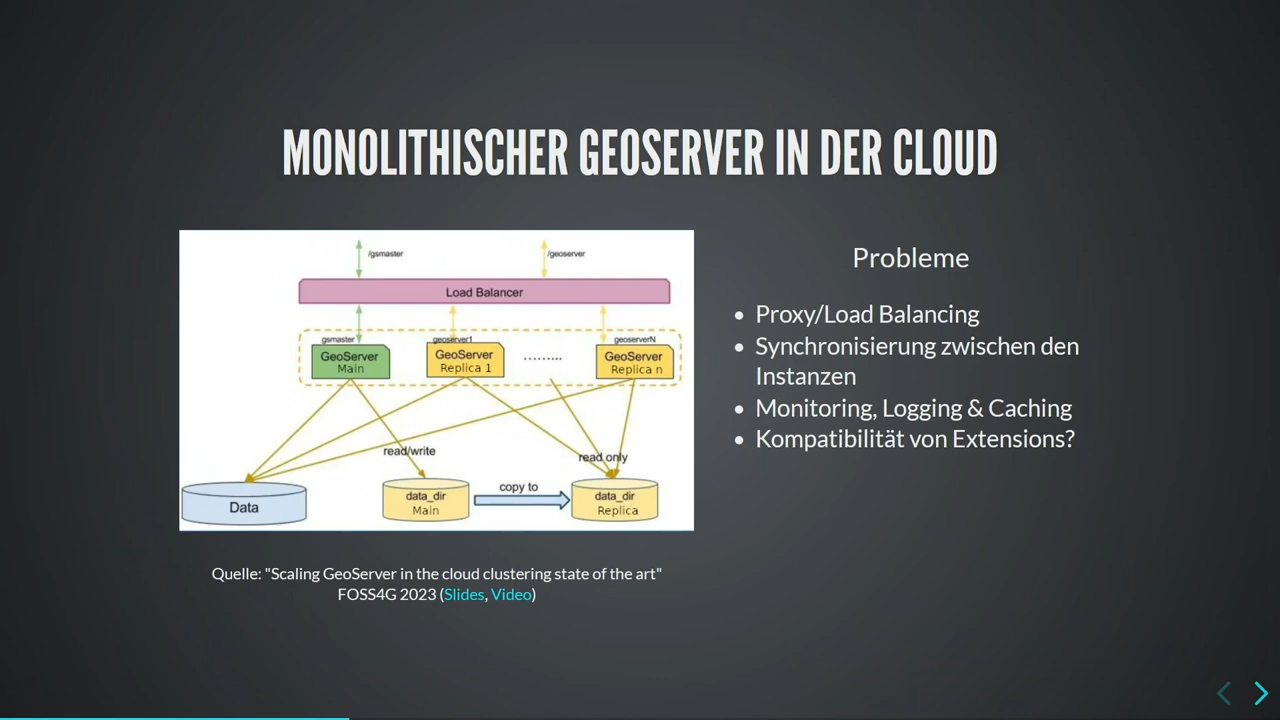 MONOLITHISCHER GEOSERVER IN DER CLOUD
/gsmaster
/geoserver
Load Balancer
gsmaster
geoserver1
geoserverN
GeoServer
Main
GeoServer
Replica 1
.........
GeoServer
Replica n
read/write
read only
Data
data_dir
Main
copy to
data_dir
Replica
Quelle: "Scaling GeoServer in the cloud clustering state of the art"
FOSS4G 2023 (Slides, Video)
Probleme
• Proxy/Load Balancing
• Synchronisierung zwischen den
Instanzen
• Monitoring, Logging & Caching
• Kompatibilität von Extensions?